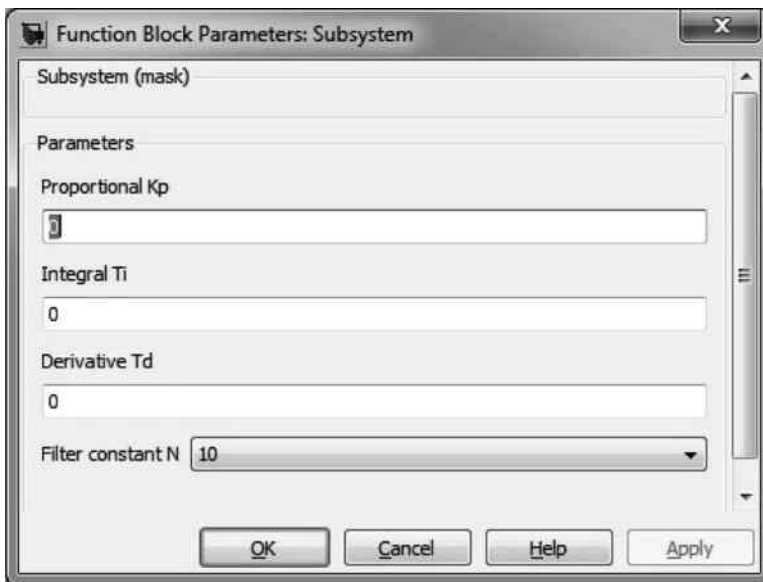 Function Block Parameters: Subsystem
Subsystem (mask)
Parameters
Proportional Kp
0
Integral Ti
0
Derivative Td
0
Filter constant N 10
OK Cancel Help Apply